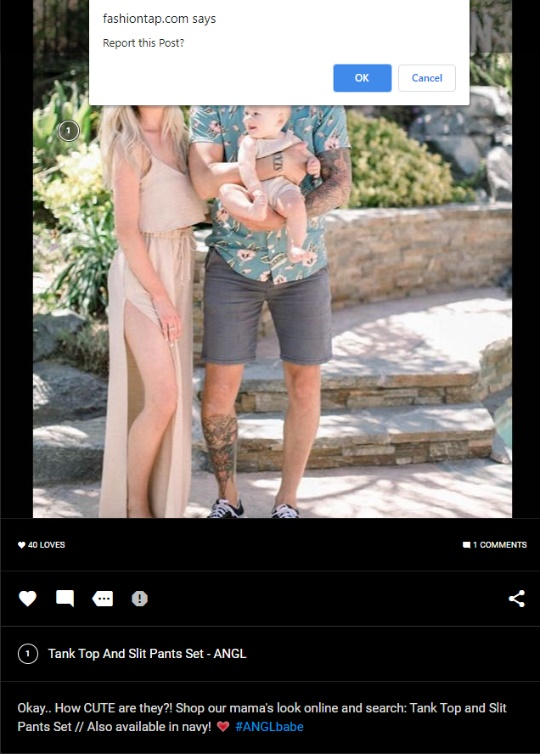 fashiontap.com says
Report this Post?
OK
Cancel
1
40 LOVES
1 COMMENTS
1
Tank Top And Slit Pants Set - ANGL
Okay.. How CUTE are they?! Shop our mama's look online and search: Tank Top and Slit
Pants Set // Also available in navy! ❤️ #ANGLbabe